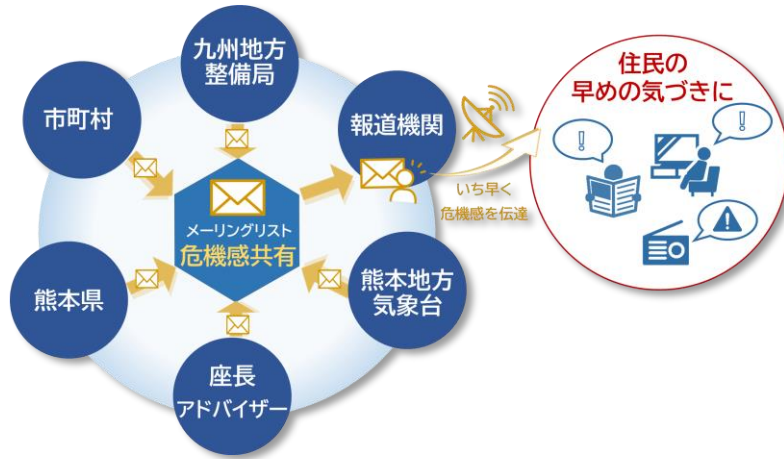 九州地方
整備局
市町村
報道機関
メーリングリスト
危機感共有
熊本県
熊本地方
気象台
座長
アドバイザー
いち早く
危機感を伝達
住民の
早めの気づきに
!
!
!